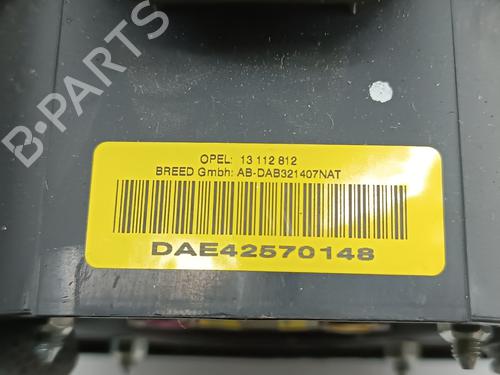 OPEL: 13 112 812
BREED Gmbh: AB-DAB321407NAT
DAE42570148
B-PARTS